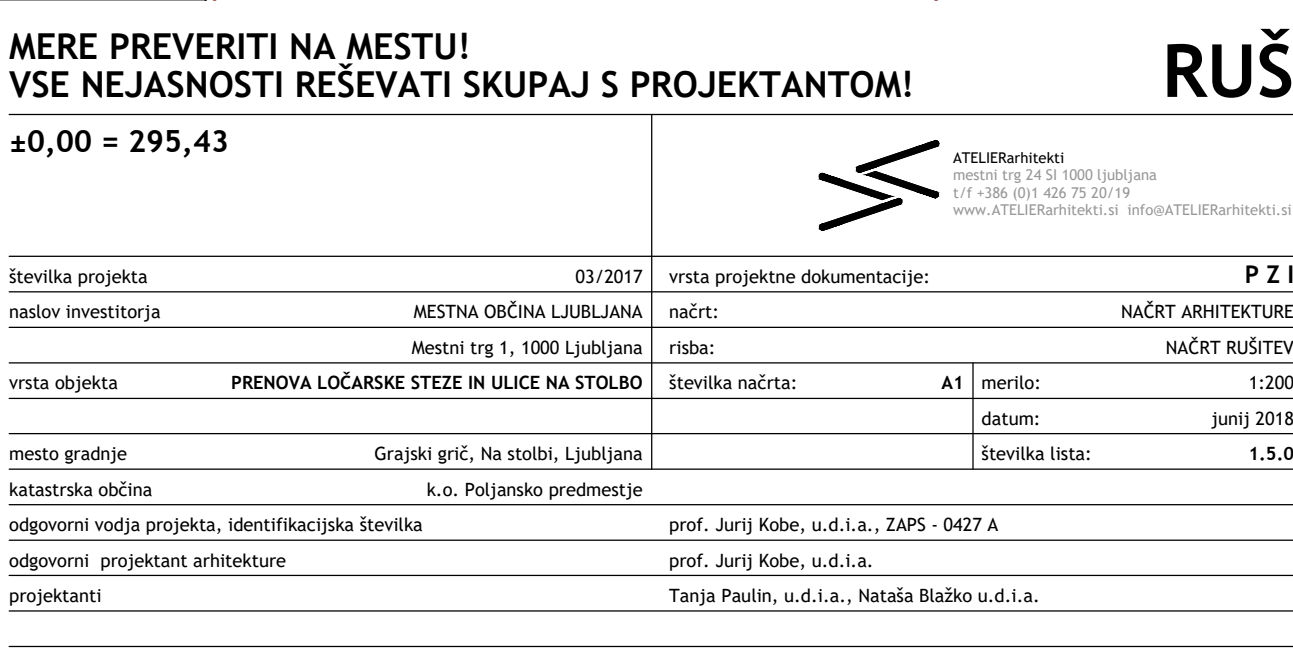 MERE PREVERITI NA MESTU!
VSE NEJASNOSTI REŠEVATI SKUPAJ S PROJEKTANTOM!
RUŠ
±0,00 = 295,43
ATELIERarhitekti
mestni trg 24 SI 1000 ljubljana
t/f +386 (0)1 426 75 20/19
www.ATELIERarhitekti.si info@ATELIERarhitekti.si
številka projekta 03/2017 vrsta projektne dokumentacije: P Z I
naslov investitorja MESTNA OBČINA LJUBLJANA načrt: NAČRT ARHITEKTURE
Mestni trg 1, 1000 Ljubljana risba: NAČRT RUŠITEV
vrsta objekta PRENOVA LOČARSKE STEZE IN ULICE NA STOLBO številka načrta: A1 merilo: 1:200
datum: junij 2018
mesto gradnje Grajski grič, Na stolbi, Ljubljana številka lista: 1.5.0
katastrska občina k.o. Poljansko predmestje
odgovorni vodja projekta, identifikacijska številka prof. Jurij Kobe, u.d.i.a., ZAPS - 0427 A
odgovorni projektant arhitekture prof. Jurij Kobe, u.d.i.a.
projektanti Tanja Paulin, u.d.i.a., Nataša Blažko u.d.i.a.